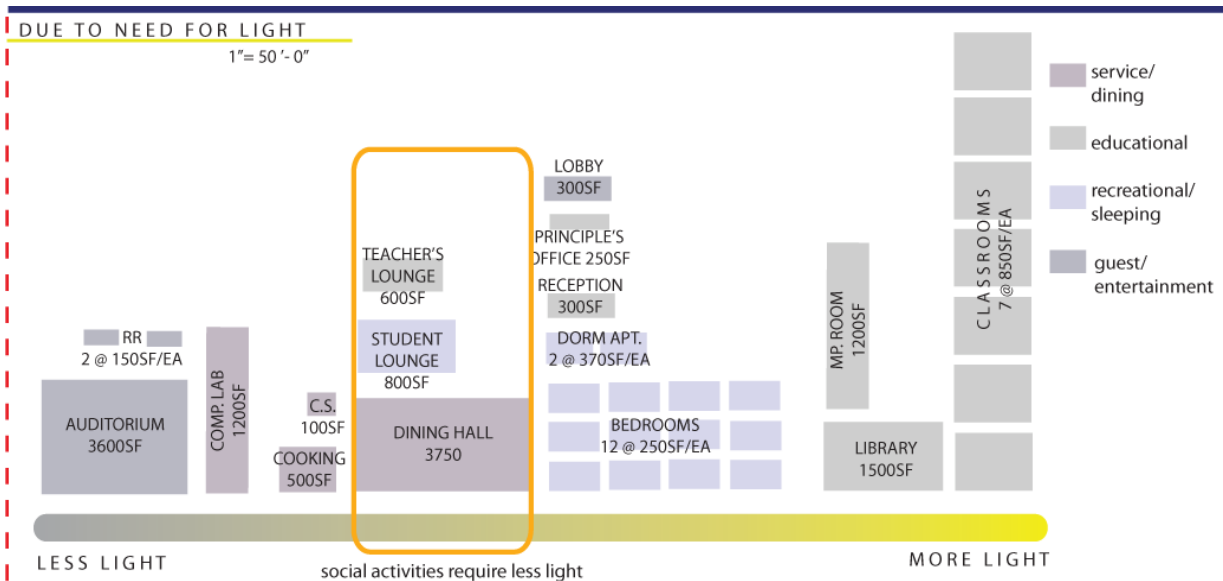 DUE TO NEED FOR LIGHT
1"= 50 '- 0"
service/
dining
educational
recreational/
sleeping
guest/
entertainment
LOBBY
300SF
PRINCIPLE'S
OFFICE 250SF
RECEPTION
300SF
TEACHER'S
LOUNGE
600SF
STUDENT
LOUNGE
800SF
DORM APT.
2 @ 370SF/EA
RR
2 @ 150SF/EA
AUDITORIUM
3600SF
COMP. LAB
1200SF
C.S.
100SF
COOKING
500SF
DINING HALL
3750
BEDROOMS
12 @ 250SF/EA
MP. ROOM
1200SF
LIBRARY
1500SF
CLASSROOMS
7 @ 850SF/EA
LESS LIGHT
MORE LIGHT
social activities require less light